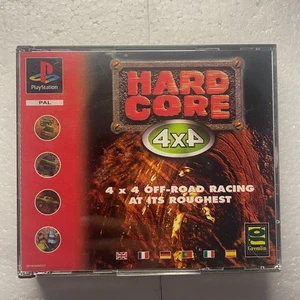 PlayStation
PAL
HARD
CORE
4x4
4 x 4 OFF-ROAD RACING
AT ITS ROUGHEST
Gremlin